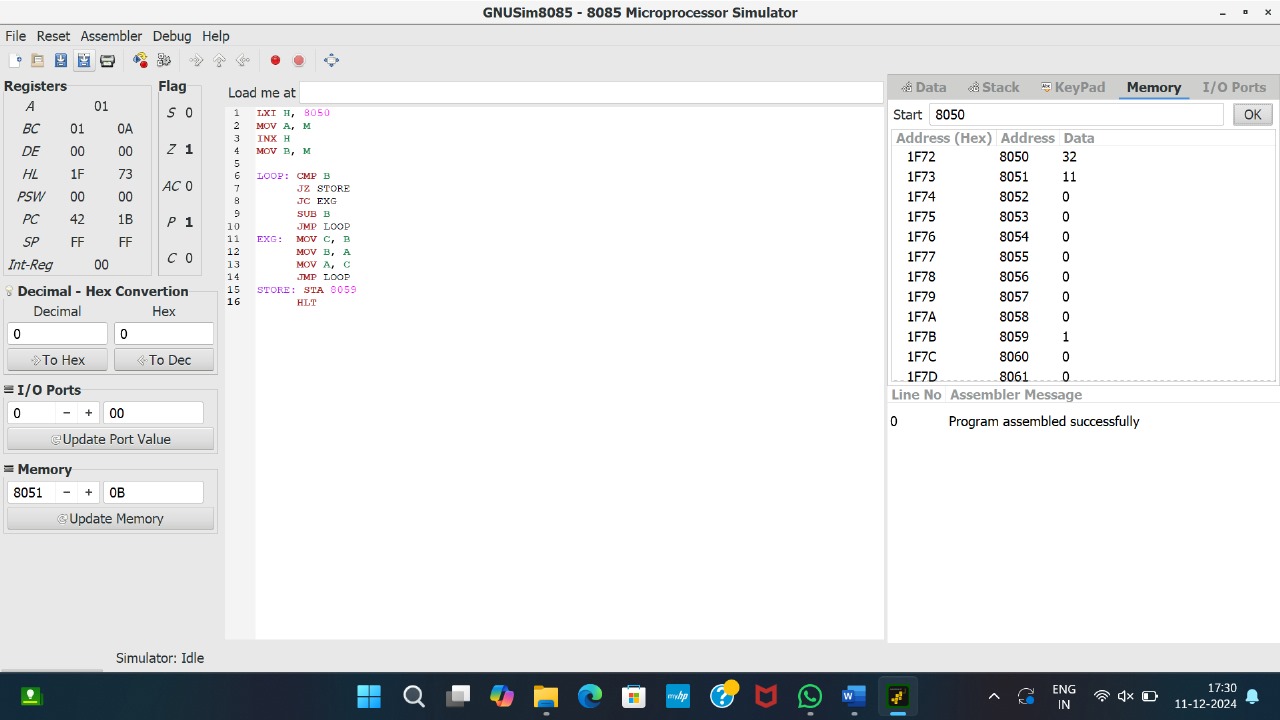 GNUSim8085 - 8085 Microprocessor Simulator
File Reset Assembler Debug Help
Registers
A 01
BC 01 0A
DE 00 00
HL 1F 73
PSW 00 00
PC 42 1B
SP FF FF
Int-Reg 00
Flag
S 0
Z 1
AC 0
P 1
C 0
Decimal - Hex Convertion
Decimal Hex
0 0
To Hex To Dec
I/O Ports
0 - + 00
Update Port Value
Memory
8051 - + 0B
Update Memory
Load me at
1 LXI H, 8050
2 MOV A, M
3 INX H
4 MOV B, M
5
6 LOOP: CMP B
7 JZ STORE
8 JC EXG
9 SUB B
10 JMP LOOP
11 EXG: MOV C, B
12 MOV B, A
13 MOV A, C
14 JMP LOOP
15 STORE: STA 8059
16 HLT
Data Stack KeyPad Memory I/O Ports
Start 8050 OK
Address (Hex) Address Data
1F72 8050 32
1F73 8051 11
1F74 8052 0
1F75 8053 0
1F76 8054 0
1F77 8055 0
1F78 8056 0
1F79 8057 0
1F7A 8058 0
1F7B 8059 1
1F7C 8060 0
1F7D 8061 0
Line No Assembler Message
0 Program assembled successfully
Simulator: Idle
myhp
ENG
IN
17:30
11-12-2024